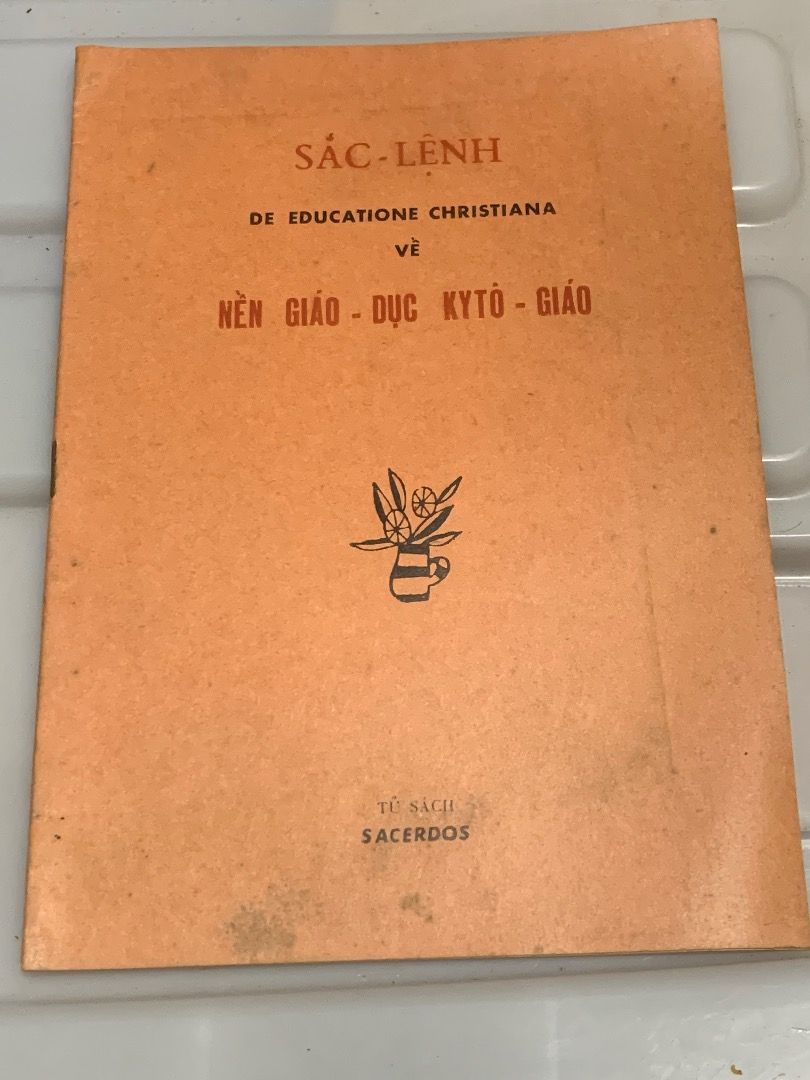 SẮC - LỆNH
DE EDUCATIONE CHRISTIANA
VỀ
NỀN GIÁO - DỤC KYTÔ - GIÁO
TỦ SÁCH
SACERDOS